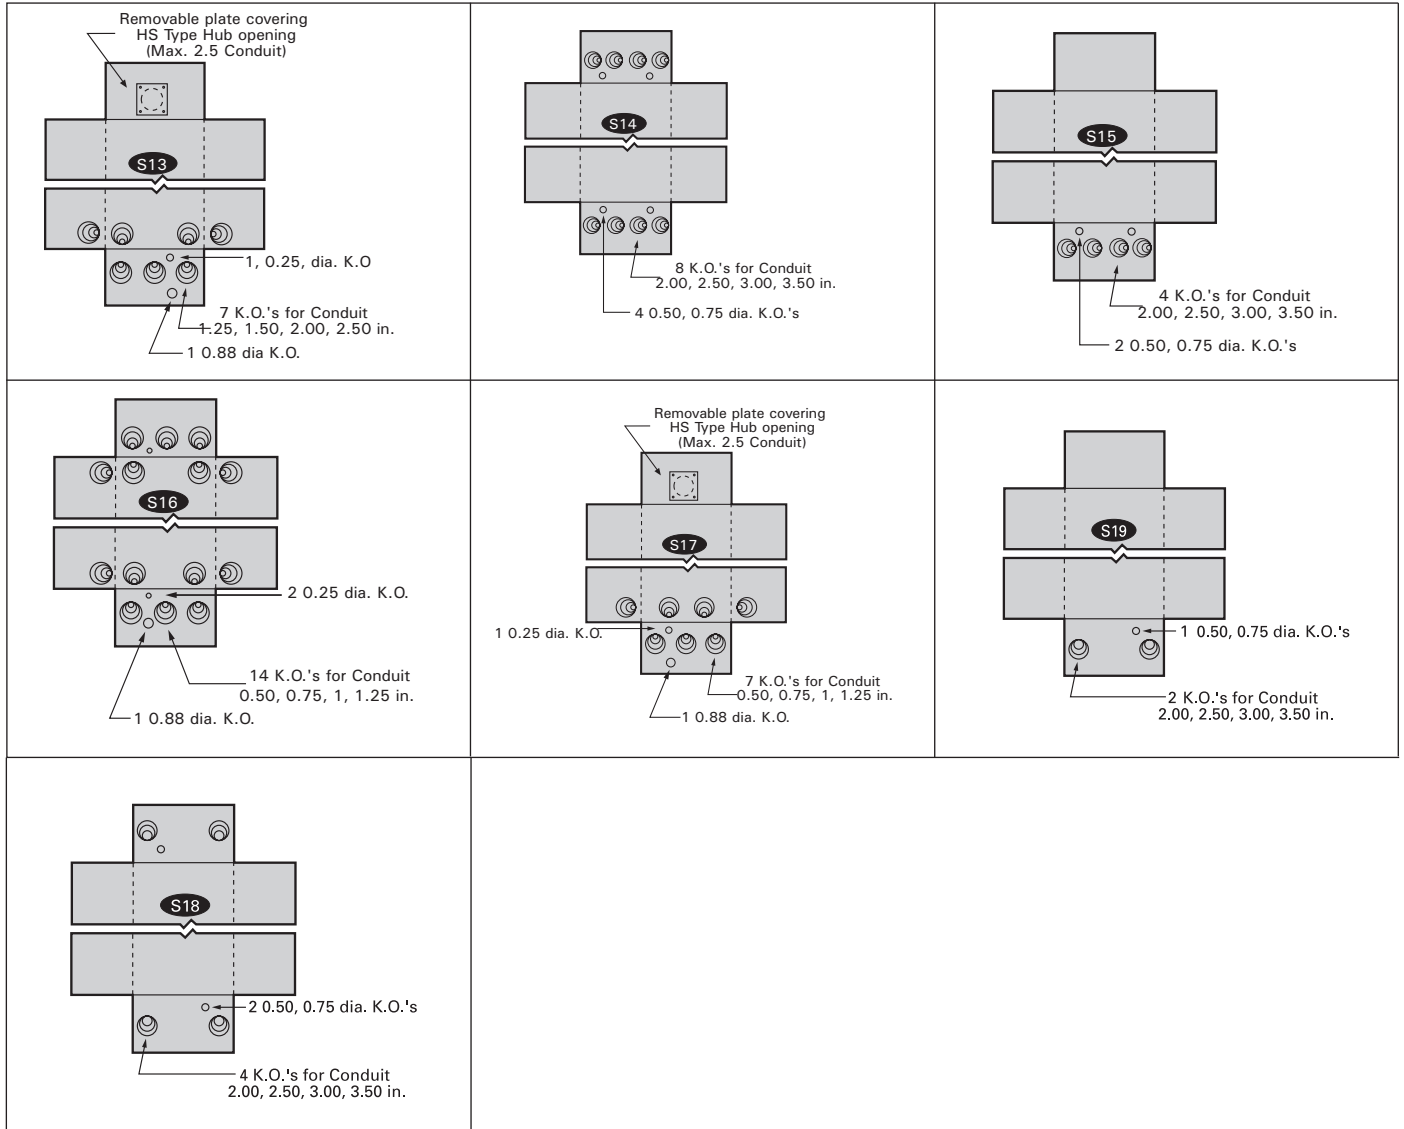 Removable plate covering
HS Type Hub opening
(Max. 2.5 Conduit)
S13
1, 0.25, dia. K.O
7 K.O.'s for Conduit
1.25, 1.50, 2.00, 2.50 in.
1 0.88 dia K.O.
S14
8 K.O.'s for Conduit
2.00, 2.50, 3.00, 3.50 in.
4 0.50, 0.75 dia. K.O.'s
S15
4 K.O.'s for Conduit
2.00, 2.50, 3.00, 3.50 in.
2 0.50, 0.75 dia. K.O.'s
S16
2 0.25 dia. K.O.
14 K.O.'s for Conduit
0.50, 0.75, 1, 1.25 in.
1 0.88 dia. K.O.
Removable plate covering
HS Type Hub opening
(Max. 2.5 Conduit)
S17
1 0.25 dia. K.O.
7 K.O.'s for Conduit
0.50, 0.75, 1, 1.25 in.
1 0.88 dia. K.O.
S19
1 0.50, 0.75 dia. K.O.'s
2 K.O.'s for Conduit
2.00, 2.50, 3.00, 3.50 in.
S18
2 0.50, 0.75 dia. K.O.'s
4 K.O.'s for Conduit
2.00, 2.50, 3.00, 3.50 in.